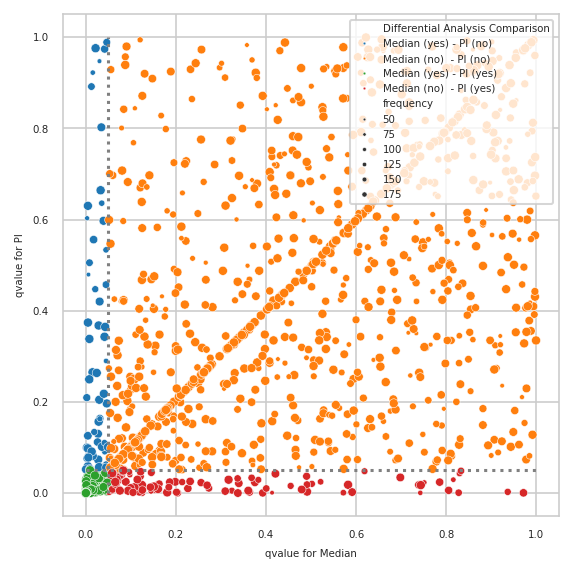 Differential Analysis Comparison
Median (yes) - PI (no)
Median (no)  - PI (no)
Median (yes) - PI (yes)
Median (no)  - PI (yes)
frequency
50
75
100
125
150
175
1.0
0.8
0.6
0.4
0.2
0.0
qvalue for PI
0.0 0.2 0.4 0.6 0.8 1.0
qvalue for Median